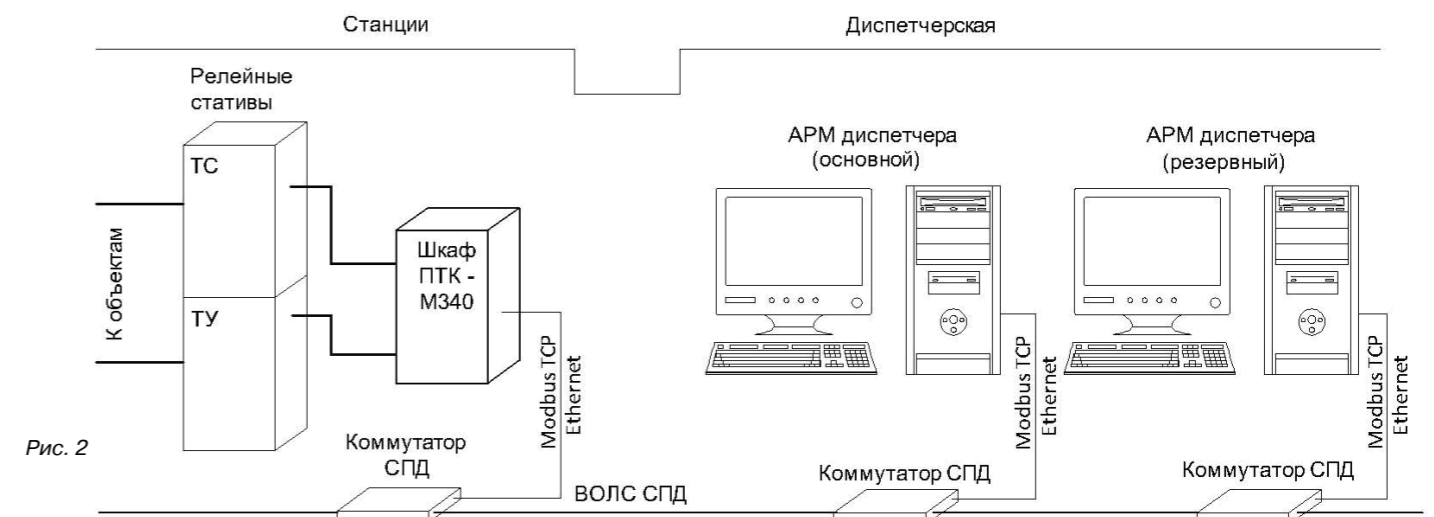 Станции
Диспетчерская
Релейные
стативы
ТС
ТУ
К объектам
Шкаф
ПТК -
М340
Modbus TCP
Ethernet
АРМ диспетчера
(основной)
Modbus TCP
Ethernet
АРМ диспетчера
(резервный)
Modbus TCP
Ethernet
Рис. 2
Коммутатор
СПД
ВОЛС СПД
Коммутатор СПД
Коммутатор СПД